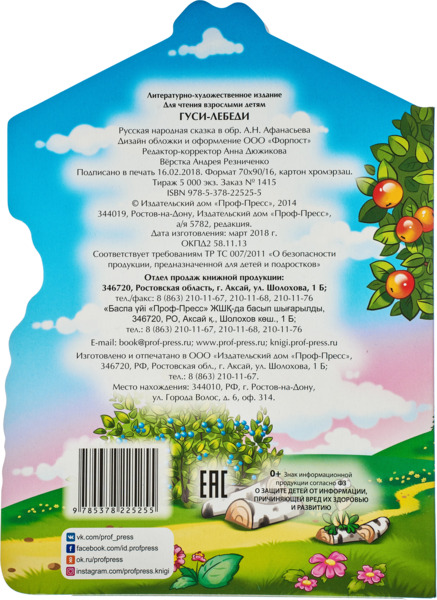 Литературно-художественное издание
Для чтения взрослыми детям
ГУСИ-ЛЕБЕДИ
Русская народная сказка в обр. А.Н. Афанасьева
Дизайн обложки и оформление ООО «Форпост»
Редактор-корректор Анна Дюжикова
Вёрстка Андрея Резниченко
Подписано в печать 16.02.2018. Формат 70х90/16, картон хромэрзац.
Тираж 5 000 экз. Заказ № 1415
ISBN 978-5-378-22525-5
© Издательский дом «Проф-Пресс», 2014
344019, Ростов-на-Дону, Издательский дом «Проф-Пресс»,
а/я 5782, редакция.
Дата изготовления: март 2018 г.
ОКПД2 58.11.13
Соответствует требованиям ТР ТС 007/2011 «О безопасности
продукции, предназначенной для детей и подростков»
Отдел продаж книжной продукции:
346720, Ростовская область, г. Аксай, ул. Шолохова, 1 Б;
тел./факс: 8 (863) 210-11-67, 210-11-68, 210-11-76
«Баспа үйі «Проф-Пресс» ЖШҚ-да басып шығарылды,
346720, РО, Аксай қ., Шолохов көш., 1 Б;
тел.: 8 (863) 210-11-67, 210-11-68, 210-11-76
E-mail: book@prof-press.ru; knigi.prof-press.ru
Изготовлено и отпечатано в ООО «Издательский дом «Проф-Пресс»,
346720, РФ, Ростовская обл., г. Аксай, ул. Шолохова, 1 Б;
тел.: 8 (863) 210-11-67.
Место нахождения: 344010, РФ, г. Ростов-на-Дону,
ул. Города Волос, д. 6, оф. 314.
9 785378 225255
ЕАС
0+ Знак информационной
продукции согласно ФЗ
О ЗАЩИТЕ ДЕТЕЙ ОТ ИНФОРМАЦИИ,
ПРИЧИНЯЮЩЕЙ ВРЕД ИХ ЗДОРОВЬЮ
И РАЗВИТИЮ
vk.com/prof_press
facebook.com/id.profpress
ok.ru/profpress
instagram.com/profpress.knigi